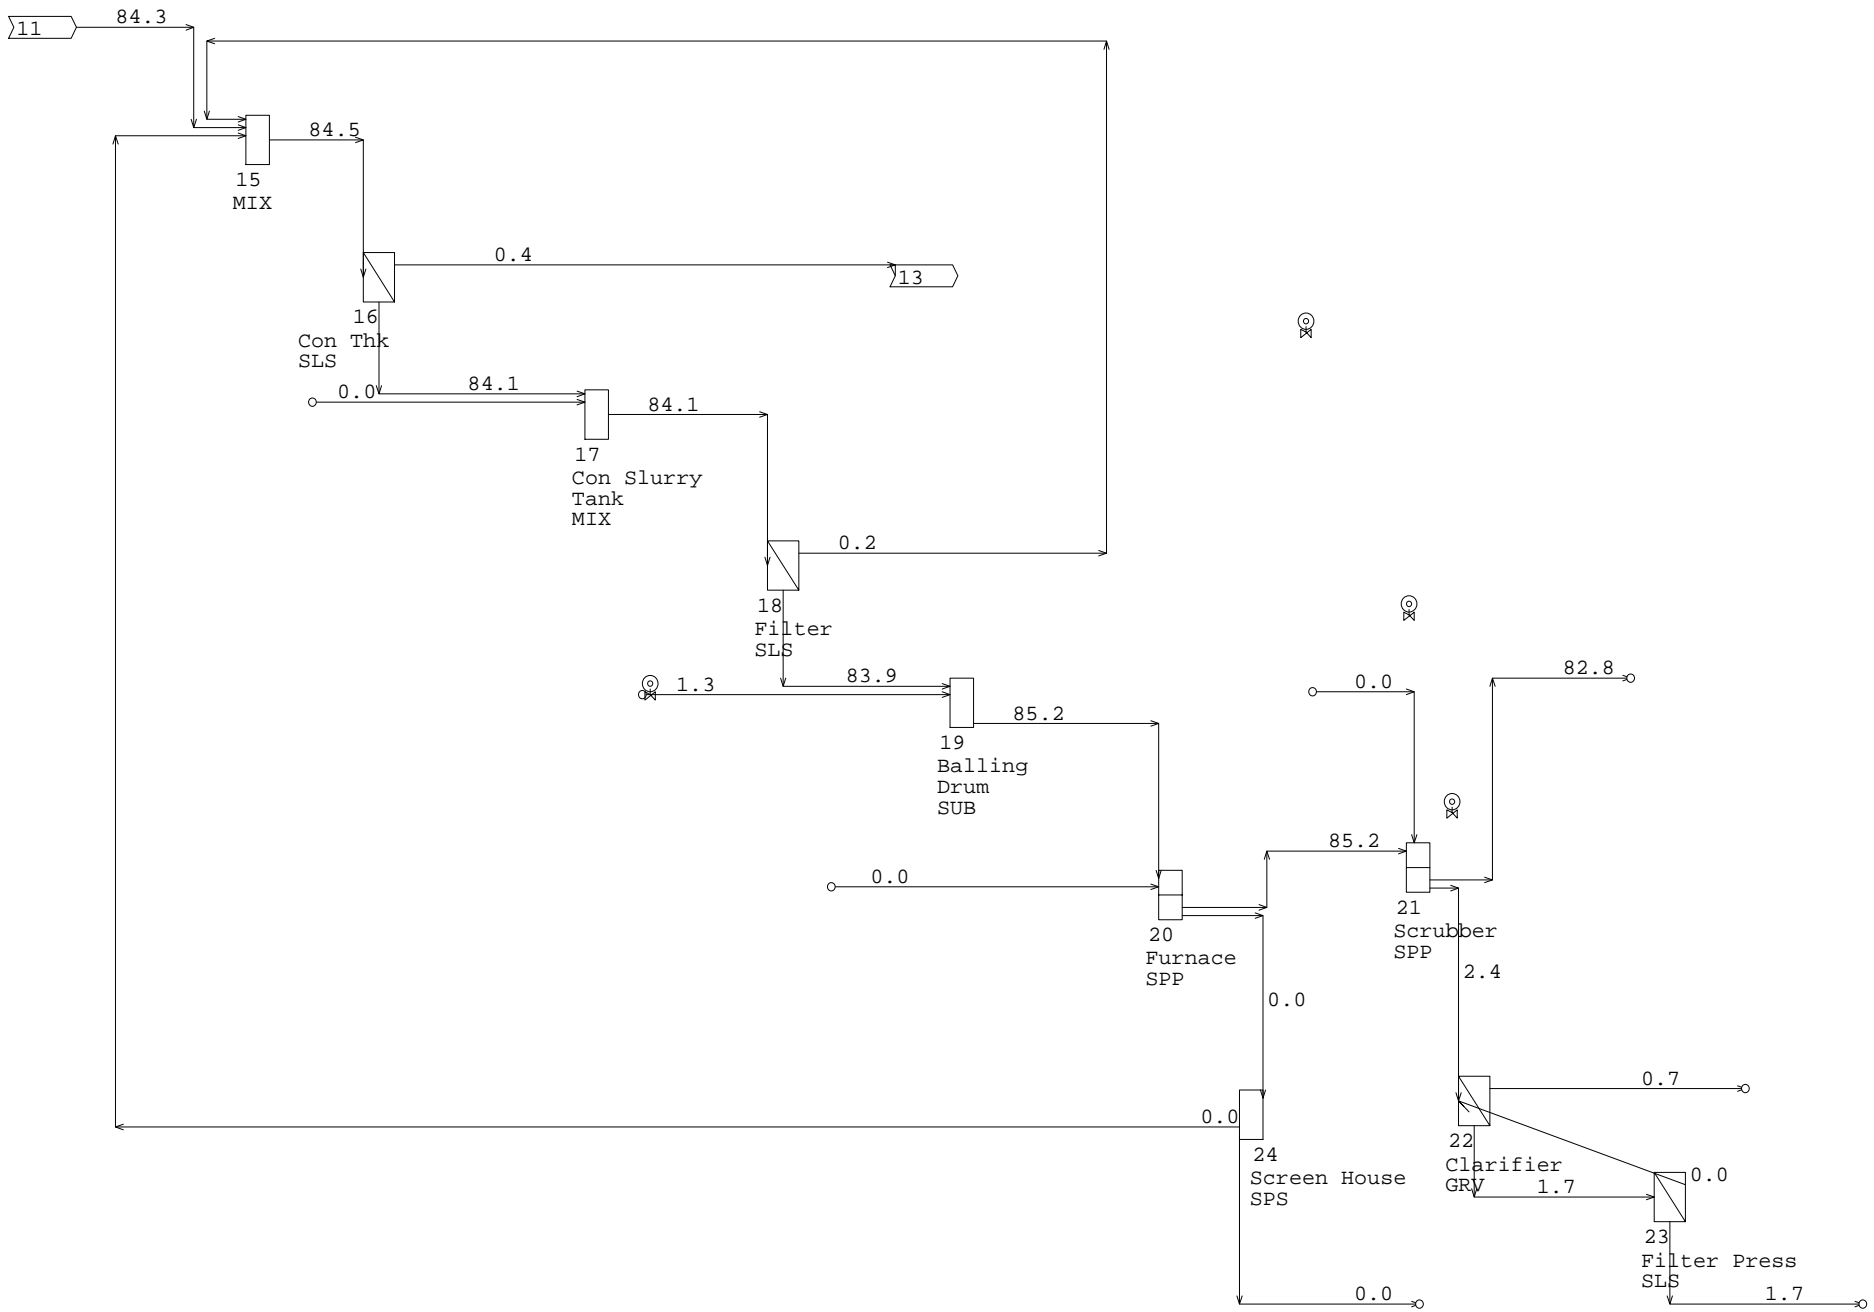 84.3
11
84.5
15
MIX
0.4
13
16
Con Thk
SLS
84.1
0.0
84.1
17
Con Slurry
Tank
MIX
0.2
18
Filter
SLS
83.9
1.3
85.2
19
Balling
Drum
SUB
0.0
82.8
85.2
0.0
20
Furnace
SPP
21
Scrubber
SPP
2.4
0.0
0.7
0.0
24
Screen House
SPS
22
Clarifier
GRV
1.7
0.0
23
Filter Press
SLS
0.0
1.7